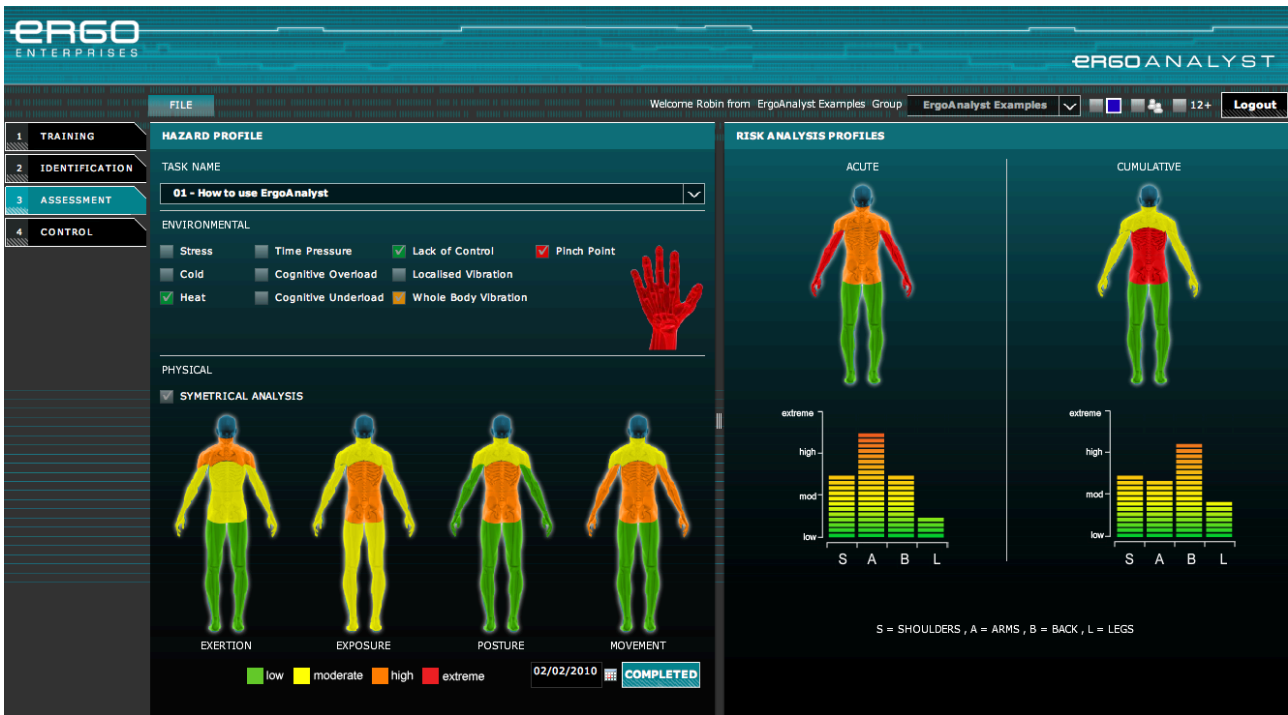 ERGO
ENTERPRISES
ERGOANALYST
FILE
Welcome Robin from ErgoAnalyst Examples Group
ErgoAnalyst Examples
12+
Logout
1 TRAINING
2 IDENTIFICATION
3 ASSESSMENT
4 CONTROL
HAZARD PROFILE
TASK NAME
01 - How to use ErgoAnalyst
ENVIRONMENTAL
Stress Time Pressure Lack of Control Pinch Point
Cold Cognitive Overload Localised Vibration
Heat Cognitive Underload Whole Body Vibration
PHYSICAL
SYMETRICAL ANALYSIS
EXERTION EXPOSURE POSTURE MOVEMENT
low moderate high extreme
02/02/2010 COMPLETED
RISK ANALYSIS PROFILES
ACUTE CUMULATIVE
extreme
high
mod
low
S A B L
extreme
high
mod
low
S A B L
S = SHOULDERS , A = ARMS , B = BACK , L = LEGS